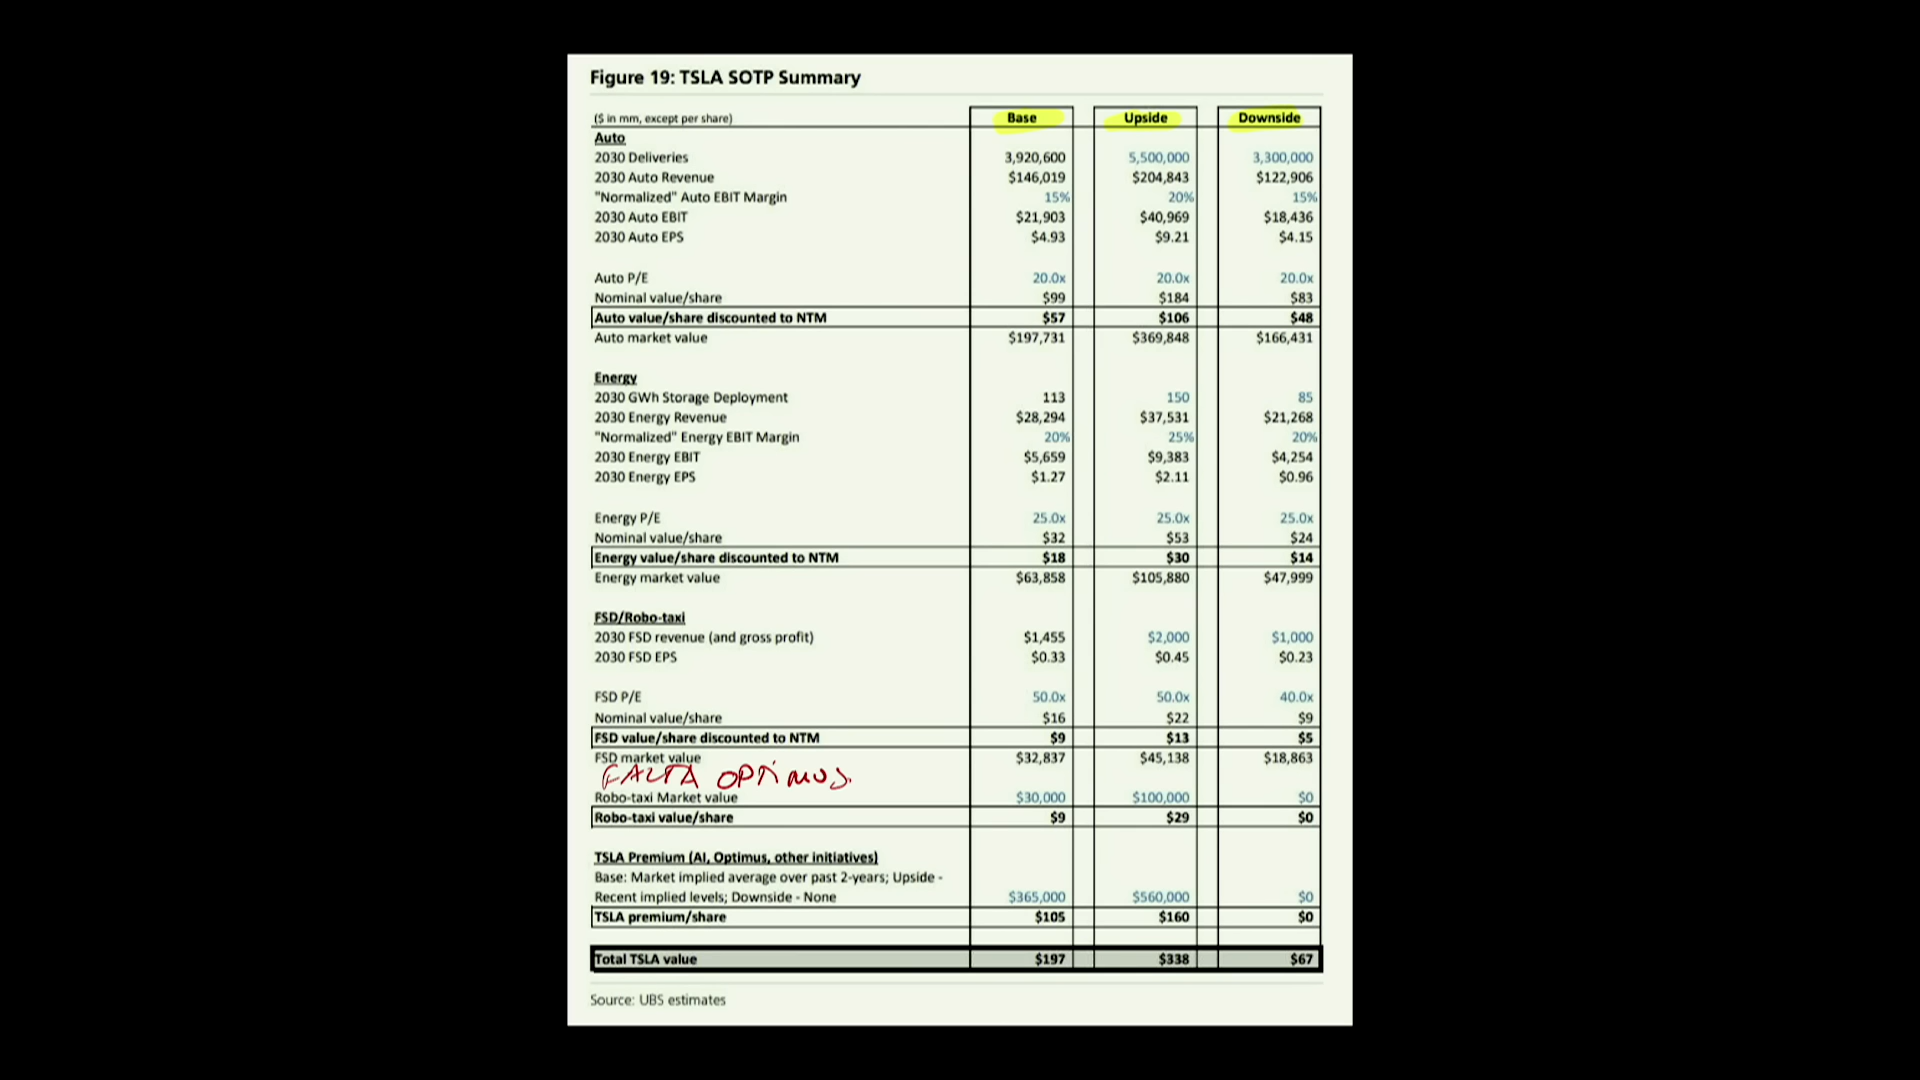 Figure 19: TSLA SOTP Summary
($ in mm, except per share) Base Upside Downside
Auto
2030 Deliveries 3,920,600 5,500,000 3,300,000
2030 Auto Revenue $146,019 $204,843 $122,906
"Normalized" Auto EBIT Margin 15% 20% 15%
2030 Auto EBIT $21,903 $40,969 $18,436
2030 Auto EPS $4.93 $9.21 $4.15
Auto P/E 20.0x 20.0x 20.0x
Nominal value/share $99 $184 $83
Auto value/share discounted to NTM $57 $106 $48
Auto market value $197,731 $369,848 $166,431
Energy
2030 GWh Storage Deployment 113 150 85
2030 Energy Revenue $28,294 $37,531 $21,268
"Normalized" Energy EBIT Margin 20% 25% 20%
2030 Energy EBIT $5,659 $9,383 $4,254
2030 Energy EPS $1.27 $2.11 $0.96
Energy P/E 25.0x 25.0x 25.0x
Nominal value/share $32 $53 $24
Energy value/share discounted to NTM $18 $30 $14
Energy market value $63,858 $105,880 $47,999
FSD/Robo-taxi
2030 FSD revenue (and gross profit) $1,455 $2,000 $1,000
2030 FSD EPS $0.33 $0.45 $0.23
FSD P/E 50.0x 50.0x 40.0x
Nominal value/share $16 $22 $9
FSD value/share discounted to NTM $9 $13 $5
FSD market value $32,837 $45,138 $18,863
FALTA OPTIMUS
Robo-taxi Market value $30,000 $100,000 $0
Robo-taxi value/share $9 $29 $0
TSLA Premium (AI, Optimus, other initiatives)
Base: Market implied average over past 2-years; Upside -
Recent implied levels; Downside - None $365,000 $560,000 $0
TSLA premium/share $105 $160 $0
Total TSLA value $197 $338 $67
Source: UBS estimates